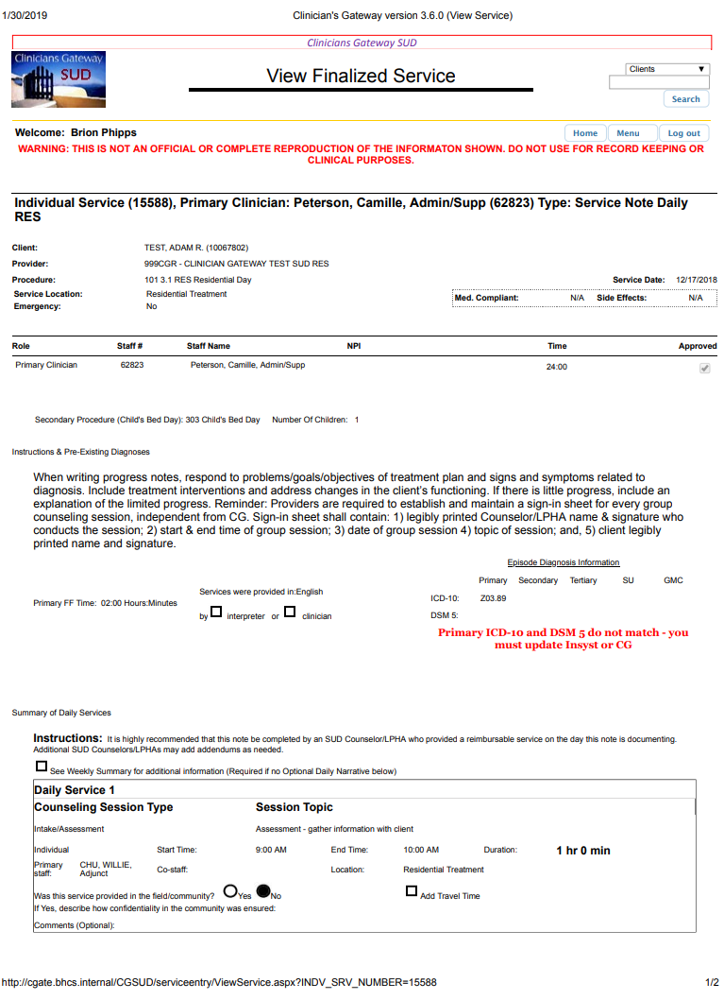 1/30/2019 Clinician's Gateway version 3.6.0 (View Service)
Clinicians Gateway SUD
Clinicians Gateway
SUD
View Finalized Service
Clients
Search
Welcome: Brion Phipps
Home Menu Log out
WARNING: THIS IS NOT AN OFFICIAL OR COMPLETE REPRODUCTION OF THE INFORMATON SHOWN. DO NOT USE FOR RECORD KEEPING OR
CLINICAL PURPOSES.
Individual Service (15588), Primary Clinician: Peterson, Camille, Admin/Supp (62823) Type: Service Note Daily
RES
Client: TEST, ADAM R. (10067802)
Provider: 999CGR - CLINICIAN GATEWAY TEST SUD RES
Procedure: 101 3.1 RES Residential Day Service Date: 12/17/2018
Service Location: Residential Treatment Med. Compliant: N/A Side Effects: N/A
Emergency: No
Role Staff # Staff Name NPI Time Approved
Primary Clinician 62823 Peterson, Camille, Admin/Supp 24:00
Secondary Procedure (Child's Bed Day): 303 Child's Bed Day Number Of Children: 1
Instructions & Pre-Existing Diagnoses
When writing progress notes, respond to problems/goals/objectives of treatment plan and signs and symptoms related to
diagnosis. Include treatment interventions and address changes in the client's functioning. If there is little progress, include an
explanation of the limited progress. Reminder: Providers are required to establish and maintain a sign-in sheet for every group
counseling session, independent from CG. Sign-in sheet shall contain: 1) legibly printed Counselor/LPHA name & signature who
conducts the session; 2) start & end time of group session; 3) date of group session 4) topic of session; and, 5) client legibly
printed name and signature.
Episode Diagnosis Information
Primary Secondary Tertiary SU GMC
Primary FF Time: 02:00 Hours:Minutes
Services were provided in:English
by interpreter or clinician
ICD-10: Z03.89
DSM 5:
Primary ICD-10 and DSM 5 do not match - you
must update Insyst or CG
Summary of Daily Services
Instructions: It is highly recommended that this note be completed by an SUD Counselor/LPHA who provided a reimbursable service on the day this note is documenting.
Additional SUD Counselors/LPHAs may add addendums as needed.
See Weekly Summary for additional information (Required if no Optional Daily Narrative below)
Daily Service 1
Counseling Session Type Session Topic
Intake/Assessment Assessment - gather information with client
Individual Start Time: 9:00 AM End Time: 10:00 AM Duration: 1 hr 0 min
Primary staff: CHU, WILLIE, Adjunct Co-staff: Location: Residential Treatment
Was this service provided in the field/community? Yes No Add Travel Time
If Yes, describe how confidentiality in the community was ensured:
Comments (Optional):
http://cgate.bhcs.internal/CGSUD/serviceentry/ViewService.aspx?INDV_SRV_NUMBER=15588 1/2